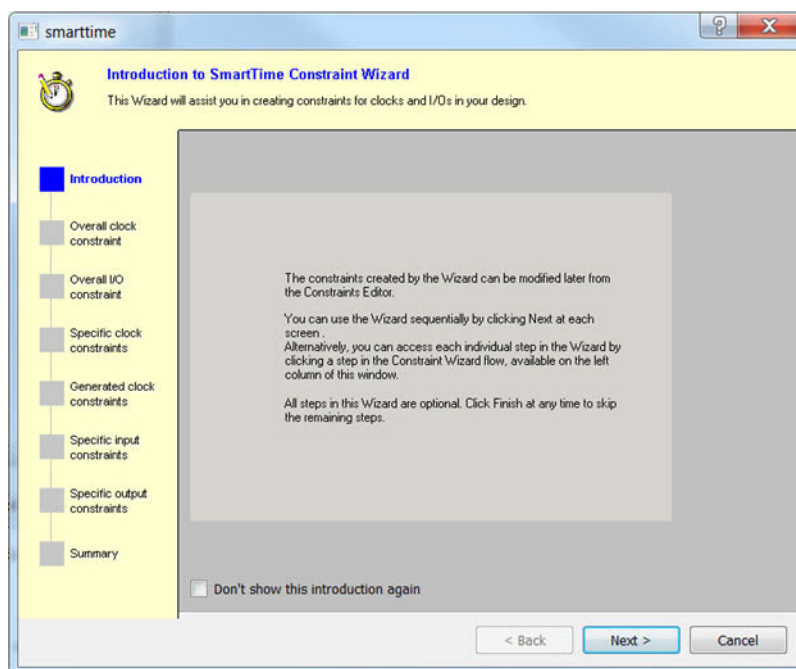 smarttime
Introduction to SmartTime Constraint Wizard
This Wizard will assist you in creating constraints for clocks and I/Os in your design.
Introduction
Overall clock
constraint
Overall I/O
constraint
Specific clock
constraints
Generated clock
constraints
Specific input
constraints
Specific output
constraints
Summary
The constraints created by the Wizard can be modified later from
the Constraints Editor.
You can use the Wizard sequentially by clicking Next at each
screen .
Alternatively, you can access each individual step in the Wizard by
clicking a step in the Constraint Wizard flow, available on the left
column of this window.
All steps in this Wizard are optional. Click Finish at any time to skip
the remaining steps.
Don't show this introduction again
< Back
Next >
Cancel